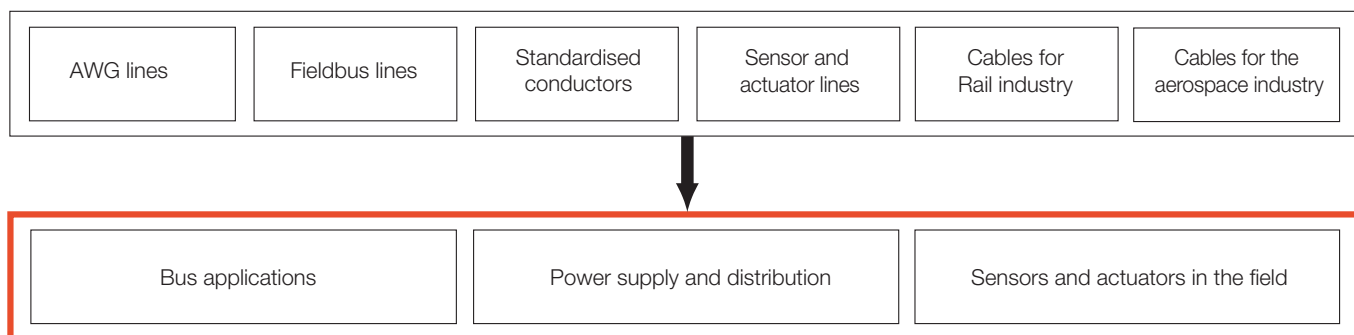 AWG lines
Fieldbus lines
Standardised
conductors
Sensor and
actuator lines
Cables for
Rail industry
Cables for the
aerospace industry
Bus applications
Power supply and distribution
Sensors and actuators in the field